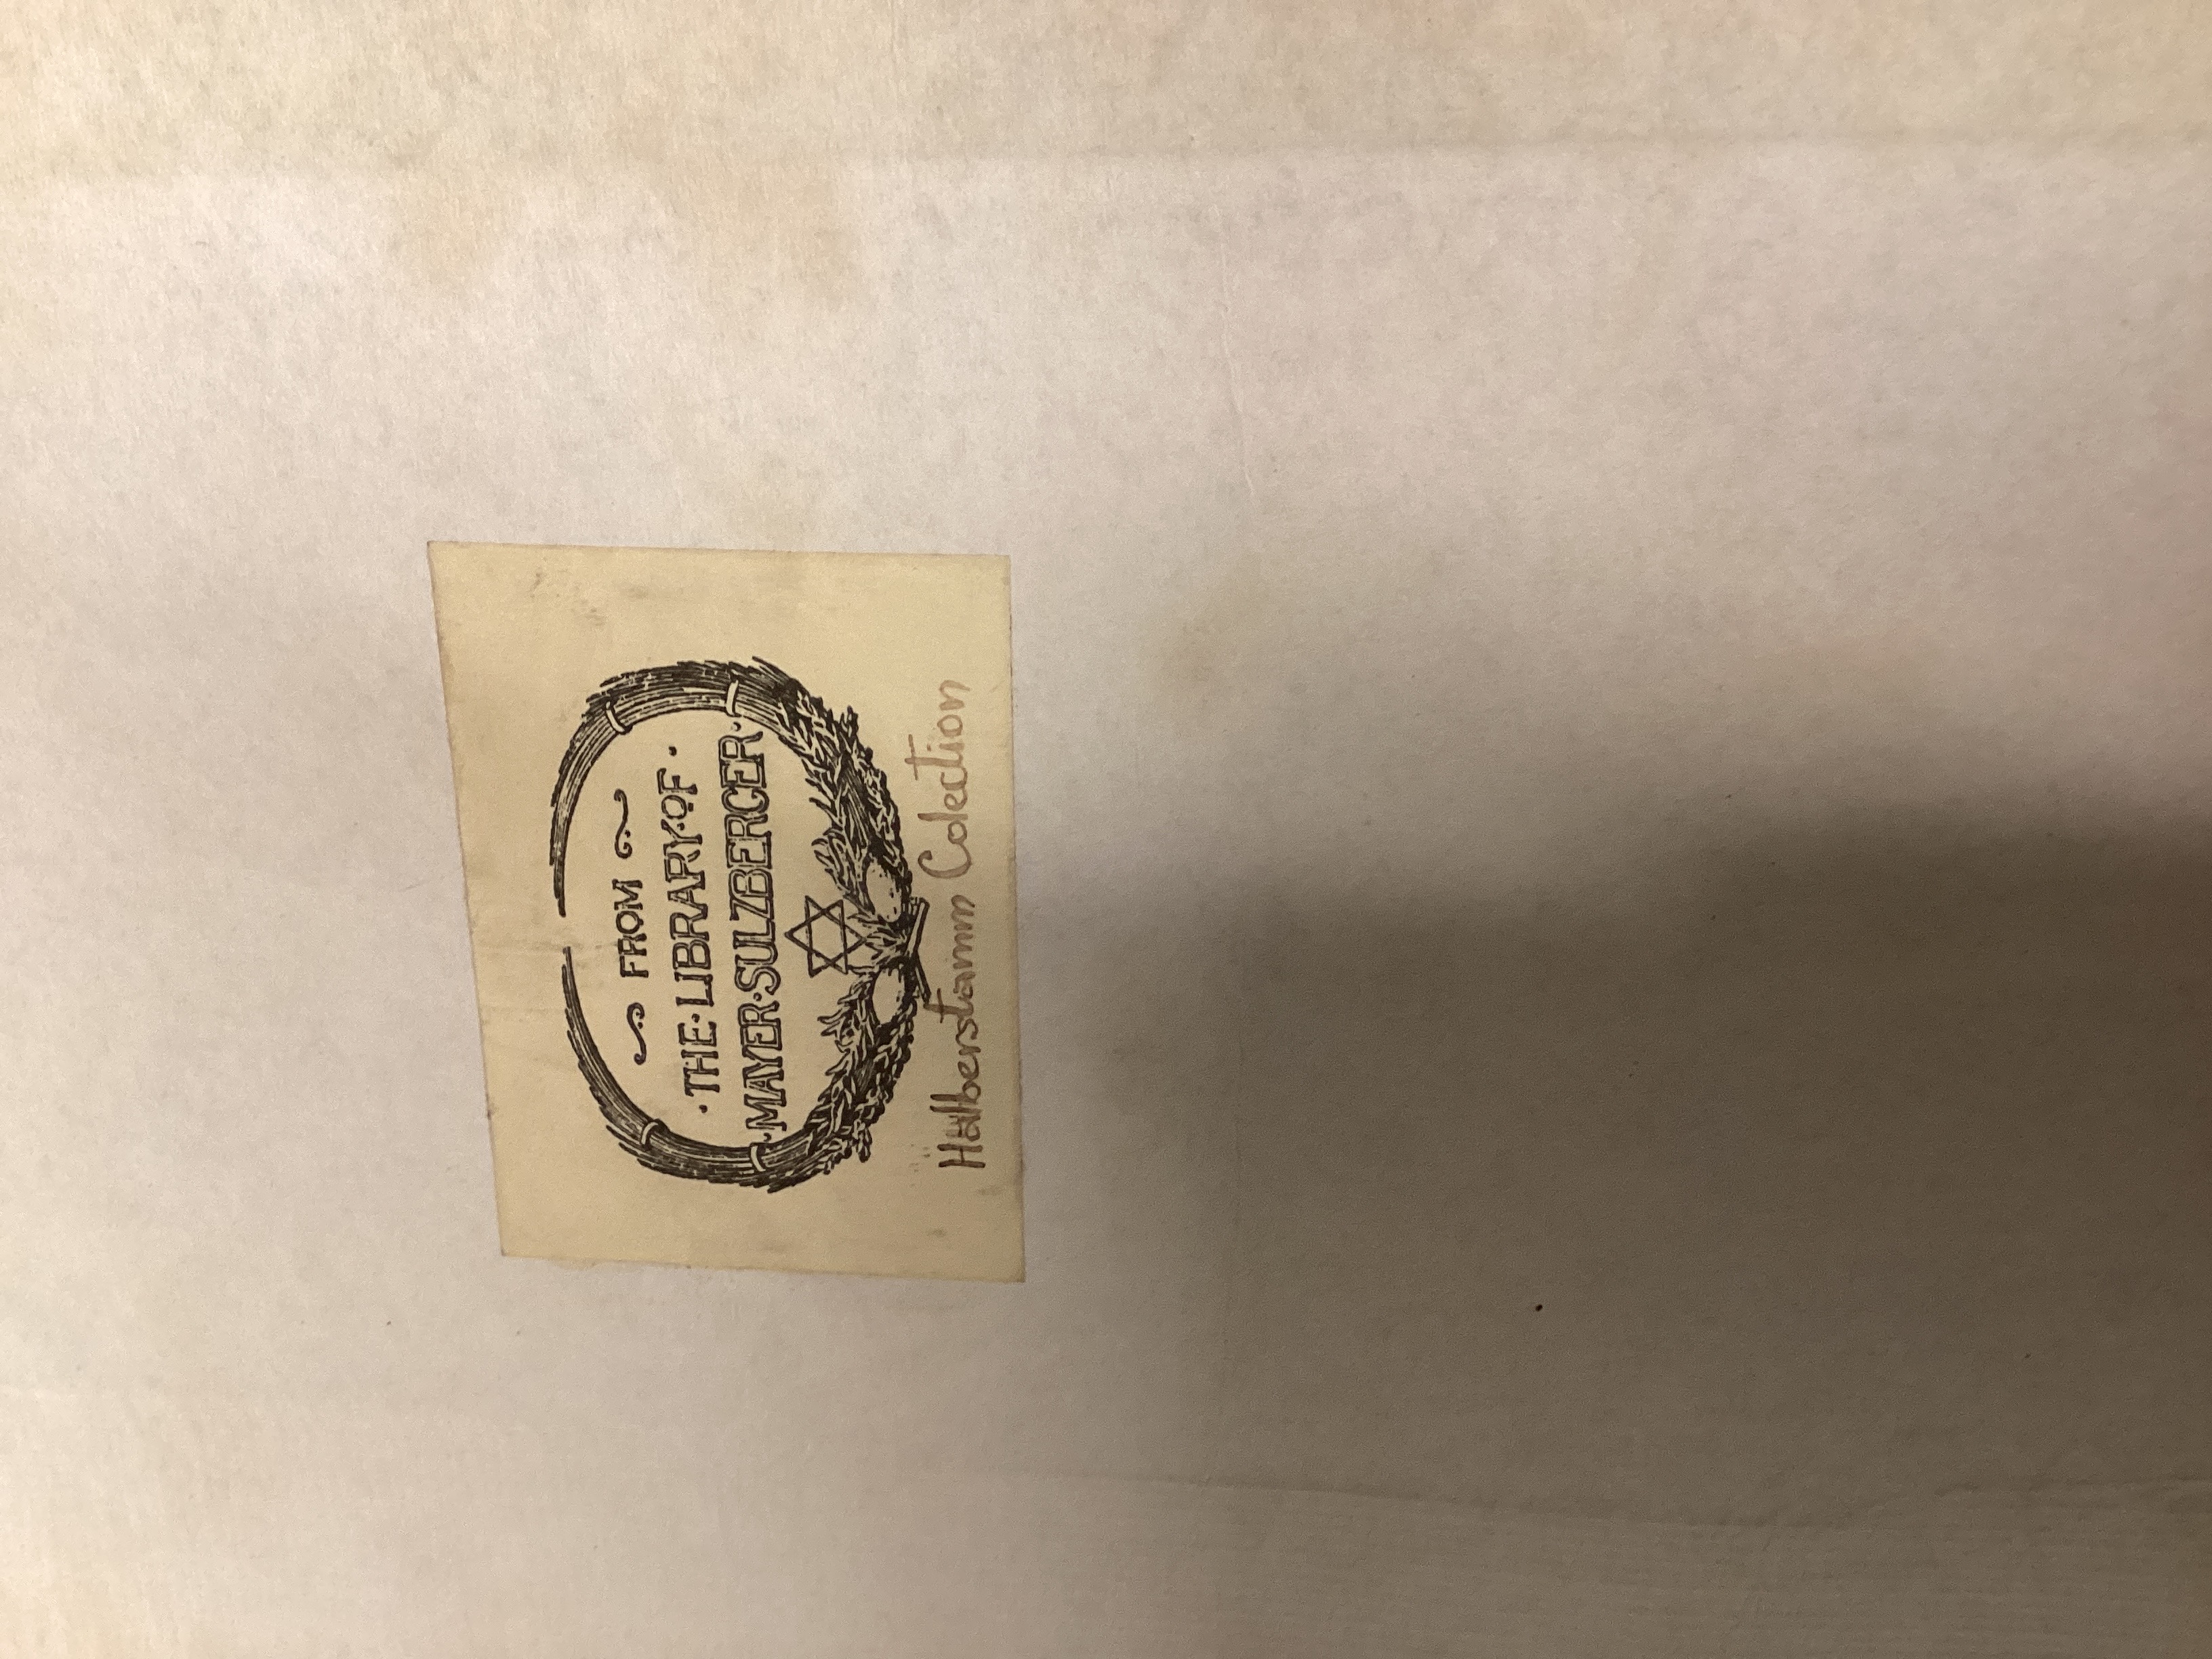 FROM
·THE·LIBRARY·OF·
·MAYER·SULZBERGER·
Halberstamm Colection